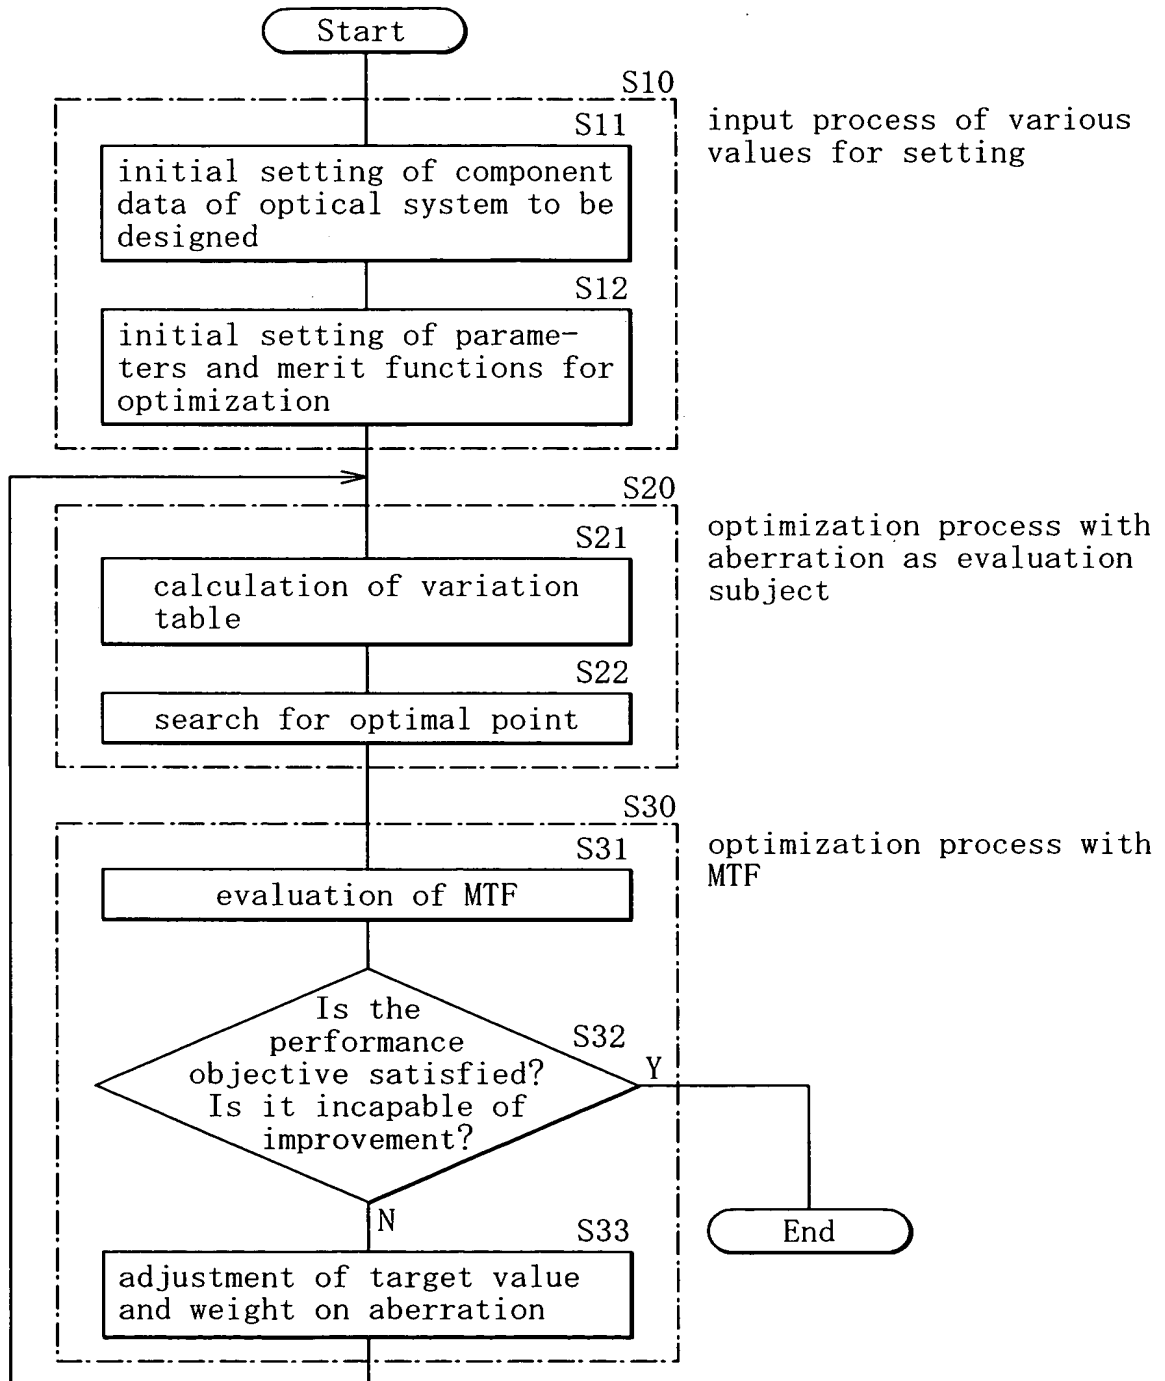 Start
S10
input process of various
values for setting
S11
initial setting of component
data of optical system to be
designed
S12
initial setting of parame-
ters and merit functions for
optimization
S20
optimization process with
aberration as evaluation
subject
S21
calculation of variation
table
S22
search for optimal point
S30
optimization process with
MTF
S31
evaluation of MTF
Is the
performance
objective satisfied?
Is it incapable of
improvement?
S32
Y
N
End
S33
adjustment of target value
and weight on aberration